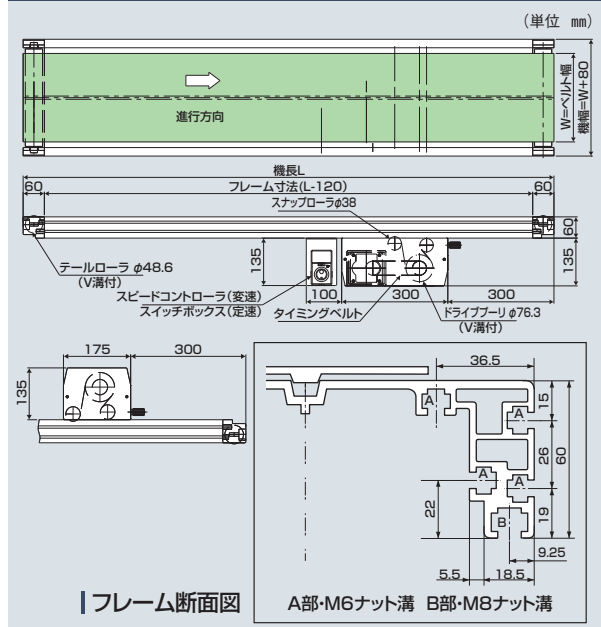 (単位 mm)
進行方向
W=ベルト幅
機幅=W+80
機長L
60
フレーム寸法(L-120)
60
スナップローラφ38
60
135
135
テールローラ φ48.6
(V溝付)
スピードコントローラ(変速)
スイッチボックス(定速)
100
300
300
タイミングベルト
ドライブプーリ φ76.3
(V溝付)
175
300
135
36.5
A
A
A
A
B
15
26
60
19
22
9.25
5.5
18.5
フレーム断面図
A部・M6ナット溝 B部・M8ナット溝